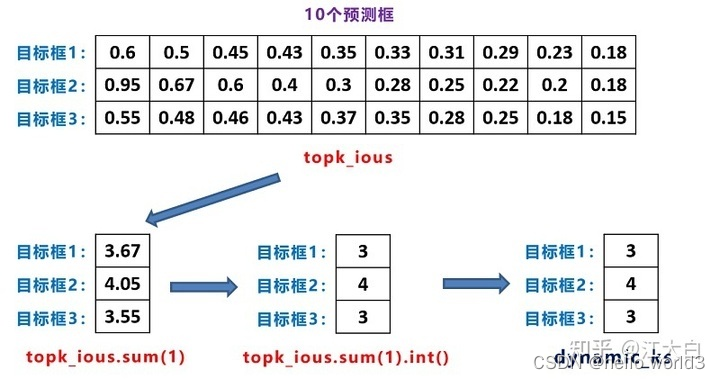 10个预测框
目标框1: 0.6 0.5 0.45 0.43 0.35 0.33 0.31 0.29 0.23 0.18
目标框2: 0.95 0.67 0.6 0.4 0.3 0.28 0.25 0.22 0.2 0.18
目标框3: 0.55 0.48 0.46 0.43 0.37 0.35 0.28 0.25 0.18 0.15
topk_ious
目标框1: 3.67
目标框2: 4.05
目标框3: 3.55
topk_ious.sum(1)
目标框1: 3
目标框2: 4
目标框3: 3
topk_ious.sum(1).int()
目标框1: 3
目标框2: 4
目标框3: 3
dynamic_ks
知乎 @江大白
CSDN @hello_world3